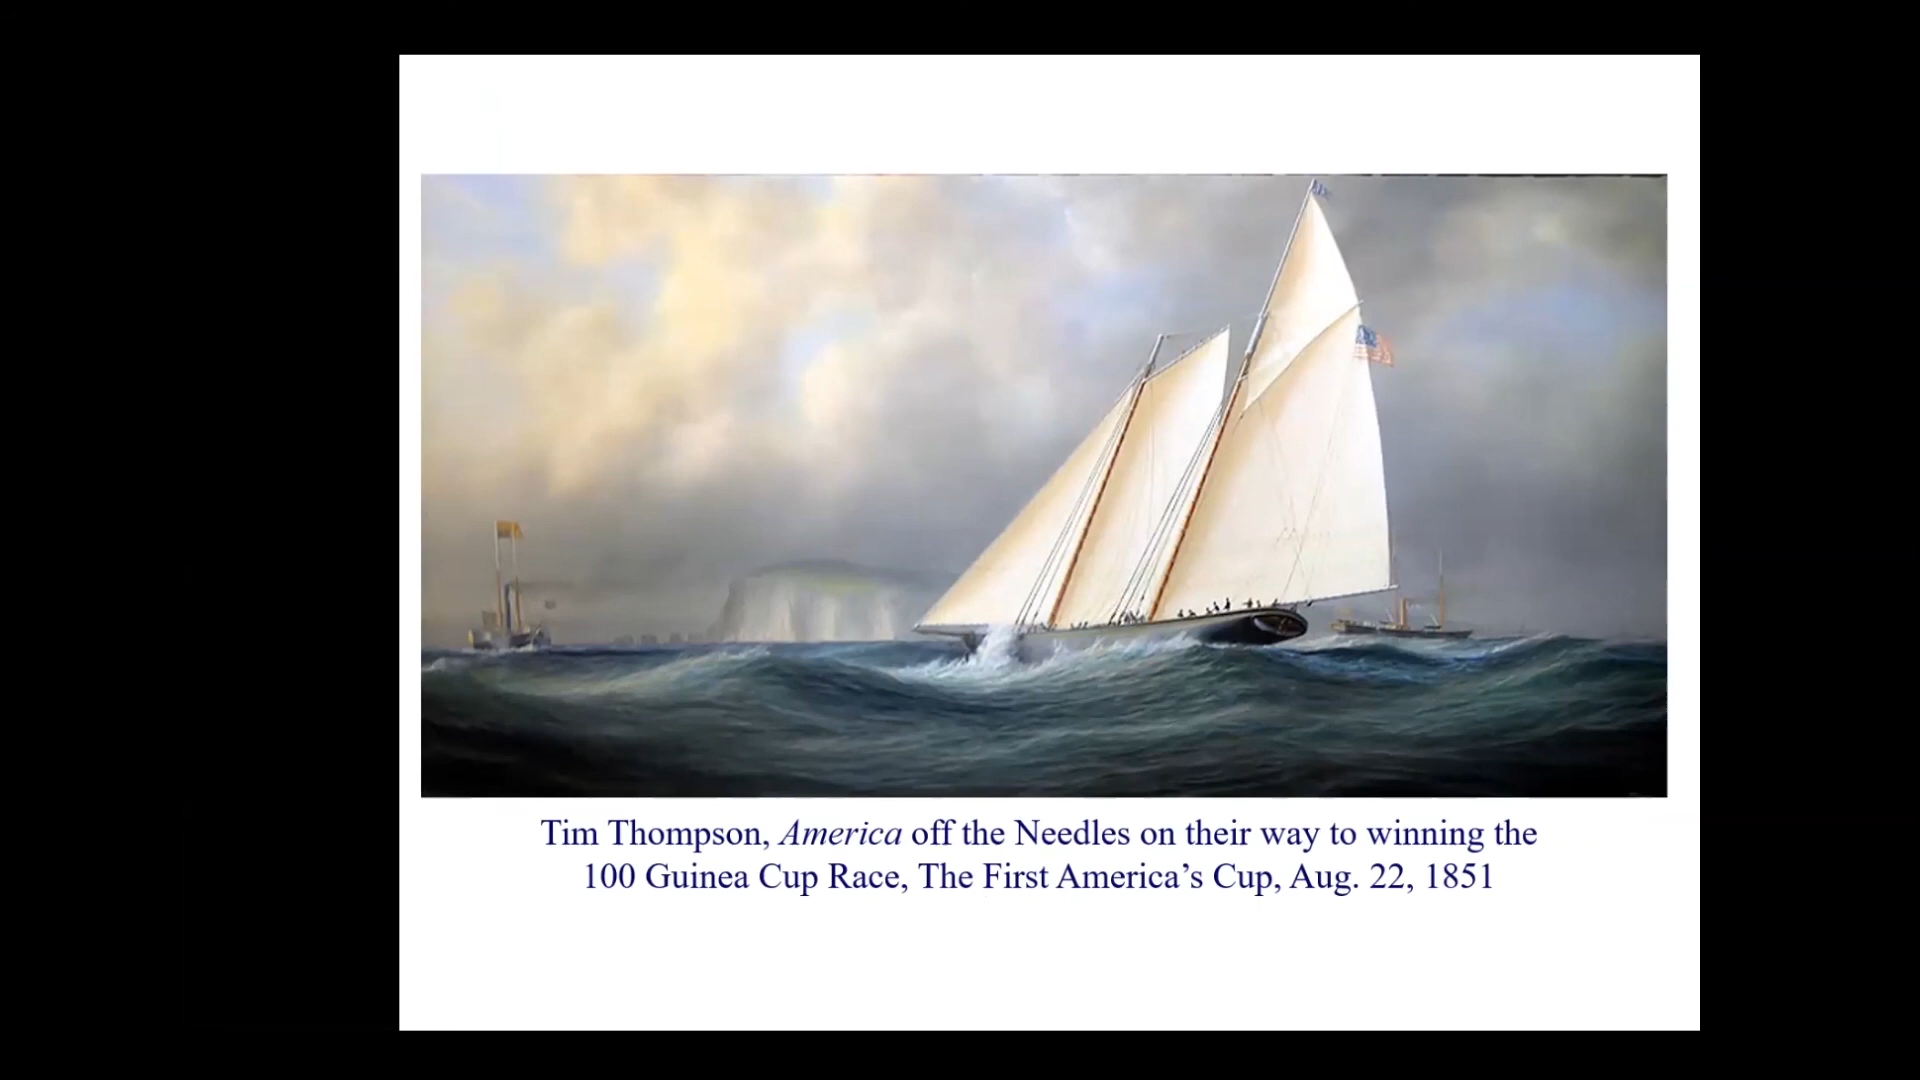 Tim Thompson, America off the Needles on their way to winning the
100 Guinea Cup Race, The First America’s Cup, Aug. 22, 1851